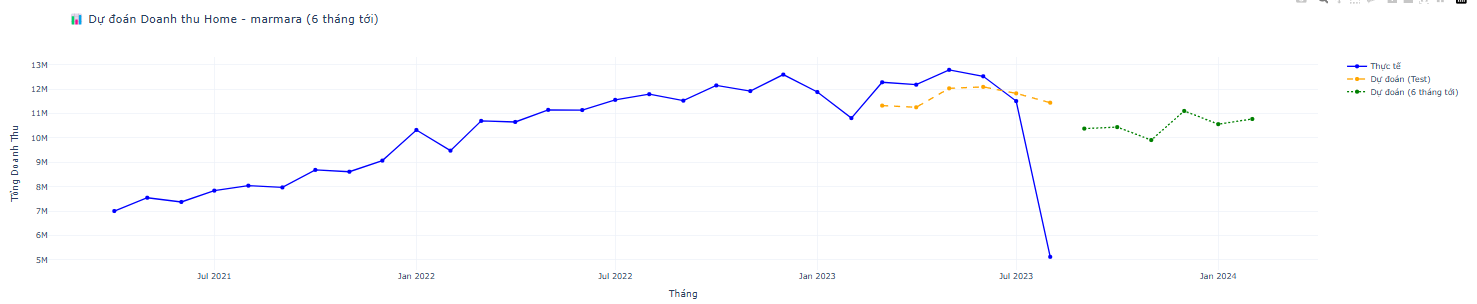 📊 Dự đoán Doanh thu Home - marmara (6 tháng tới)
Thực tế
Dự đoán (Test)
Dự đoán (6 tháng tới)
Tổng Doanh Thu
13M
12M
11M
10M
9M
8M
7M
6M
5M
Jul 2021 Jan 2022 Jul 2022 Jan 2023 Jul 2023 Jan 2024
Tháng